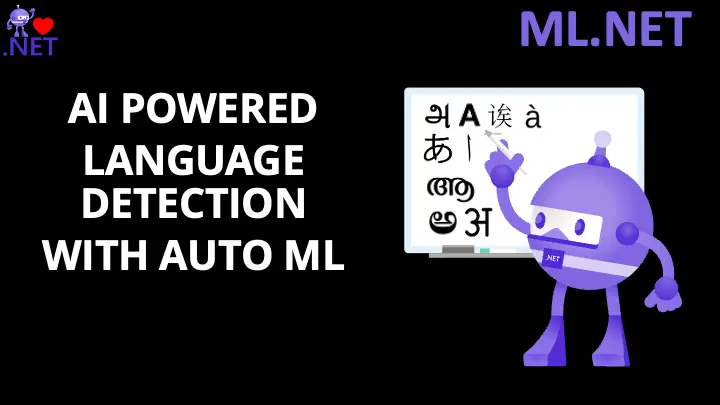 .NET
ML.NET
AI POWERED
LANGUAGE
DETECTION
WITH AUTO ML
அ A 诶 à
あ ا
ആ
ಅ अ
.NET